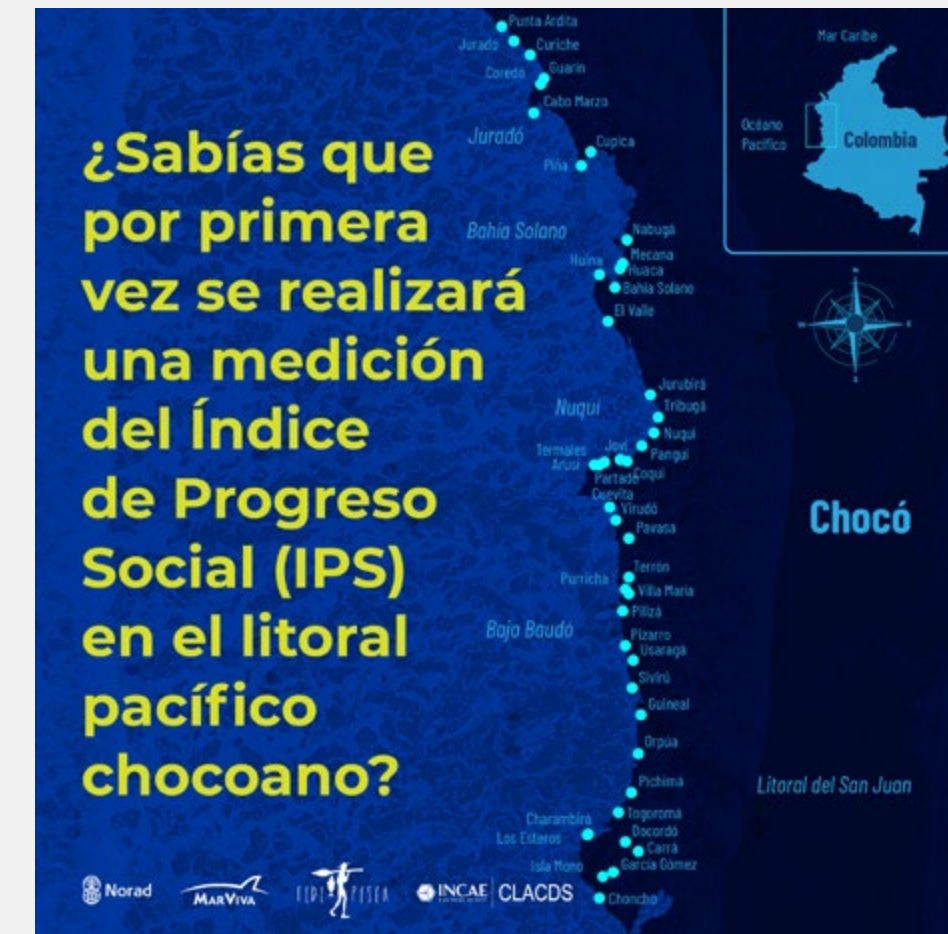 ¿Sabías que
por primera
vez se realizará
una medición
del Índice
de Progreso
Social (IPS)
en el litoral
pacífico
chocoano?
Punta Ardita
Juradó
Curiche
Coredó
Guarín
Cabo Marzo
Juradó
Cupica
Piña
Bahía Solano
Nabugá
Mecana
Huina
Huaca
Bahía Solano
El Valle
Jurubirá
Nuquí
Tribugá
Nuquí
Joví
Termales
Panguí
Arusí
Coquí
Partadó
Cuevita
Virudó
Pavasa
Terrón
Purricha
Villa María
Pilizá
Bajo Baudó
Pizarro
Usaragá
Sivirú
Guineal
Orpúa
Pichimá
Togoromá
Charambirá
Docordó
Los Esteros
Carrá
Isla Mono
García Gómez
Choncho
Mar Caribe
Océano
Pacífico
Colombia
N
W
E
S
Chocó
Litoral del San Juan
Norad
MARVIVA
INCAE
CLACDS